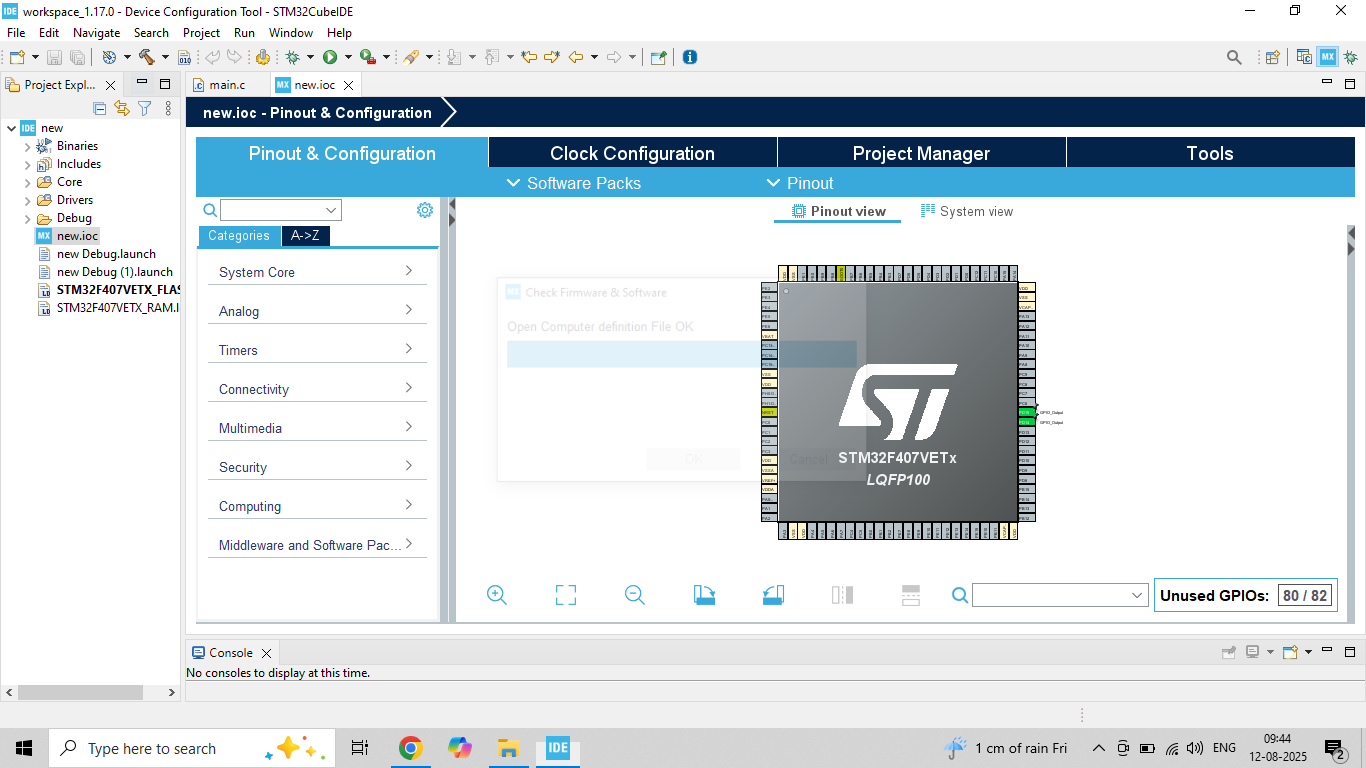 workspace_1.17.0 - Device Configuration Tool - STM32CubeIDE
File Edit Navigate Search Project Run Window Help
Project Expl...
main.c
new.ioc
new.ioc - Pinout & Configuration
new
Binaries
Includes
Core
Drivers
Debug
new.ioc
new Debug.launch
new Debug (1).launch
STM32F407VETX_FLAS
STM32F407VETX_RAM.l
Pinout & Configuration
Clock Configuration
Project Manager
Tools
Software Packs
Pinout
Categories
A->Z
System Core
Analog
Timers
Connectivity
Multimedia
Security
Computing
Middleware and Software Pac...
Pinout view
System view
Check Firmware & Software
Open Computer definition File OK
OK
Cancel
STM32F407VETx
LQFP100
GPIO_Output
GPIO_Output
Unused GPIOs: 80 / 82
Console
No consoles to display at this time.
Type here to search
IDE
1 cm of rain Fri
ENG
09:44
12-08-2025
2